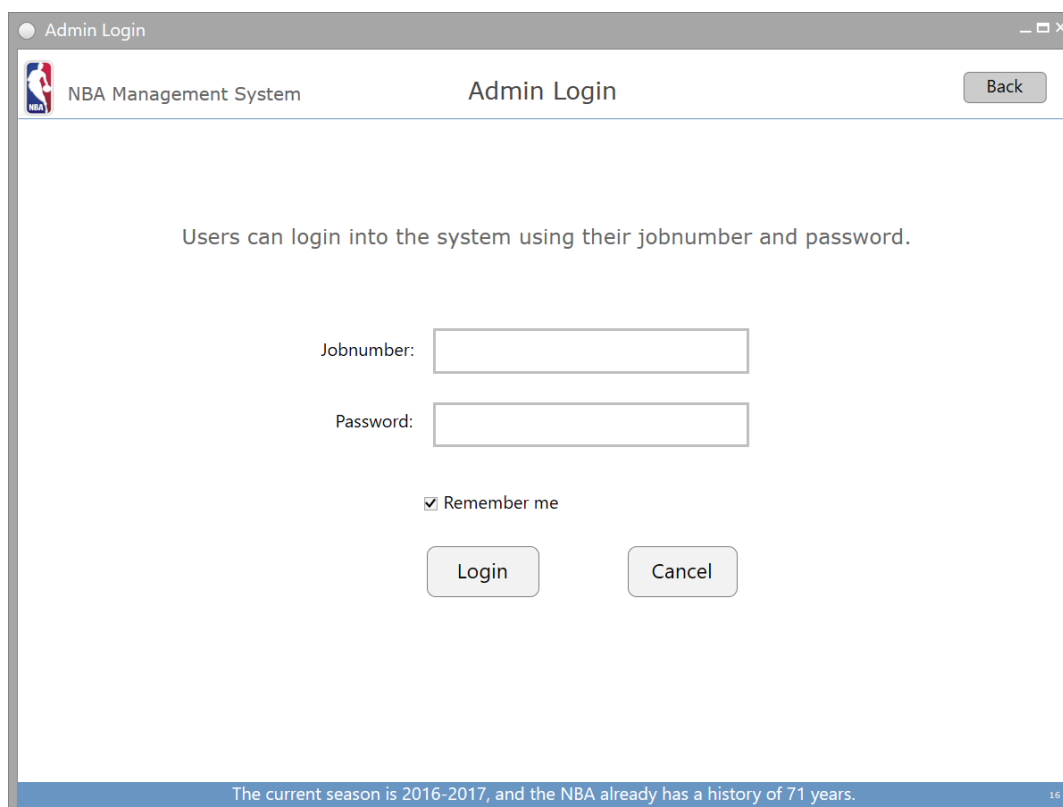 Admin Login
NBA
NBA Management System
Admin Login
Back
Users can login into the system using their jobnumber and password.
Jobnumber:
Password:
Remember me
Login
Cancel
The current season is 2016-2017, and the NBA already has a history of 71 years.
16